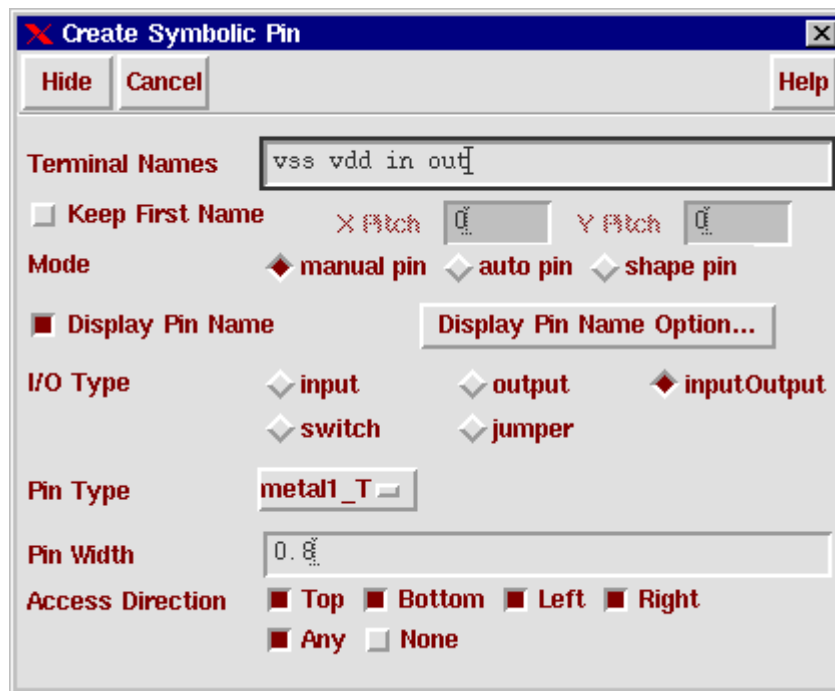 Create Symbolic Pin
Hide Cancel Help
Terminal Names vss vdd in out
Keep First Name X Pitch 0 Y Pitch 0
Mode manual pin auto pin shape pin
Display Pin Name Display Pin Name Option...
I/O Type input output inputOutput
switch jumper
Pin Type metal1_T
Pin Width 0.8
Access Direction Top Bottom Left Right
Any None